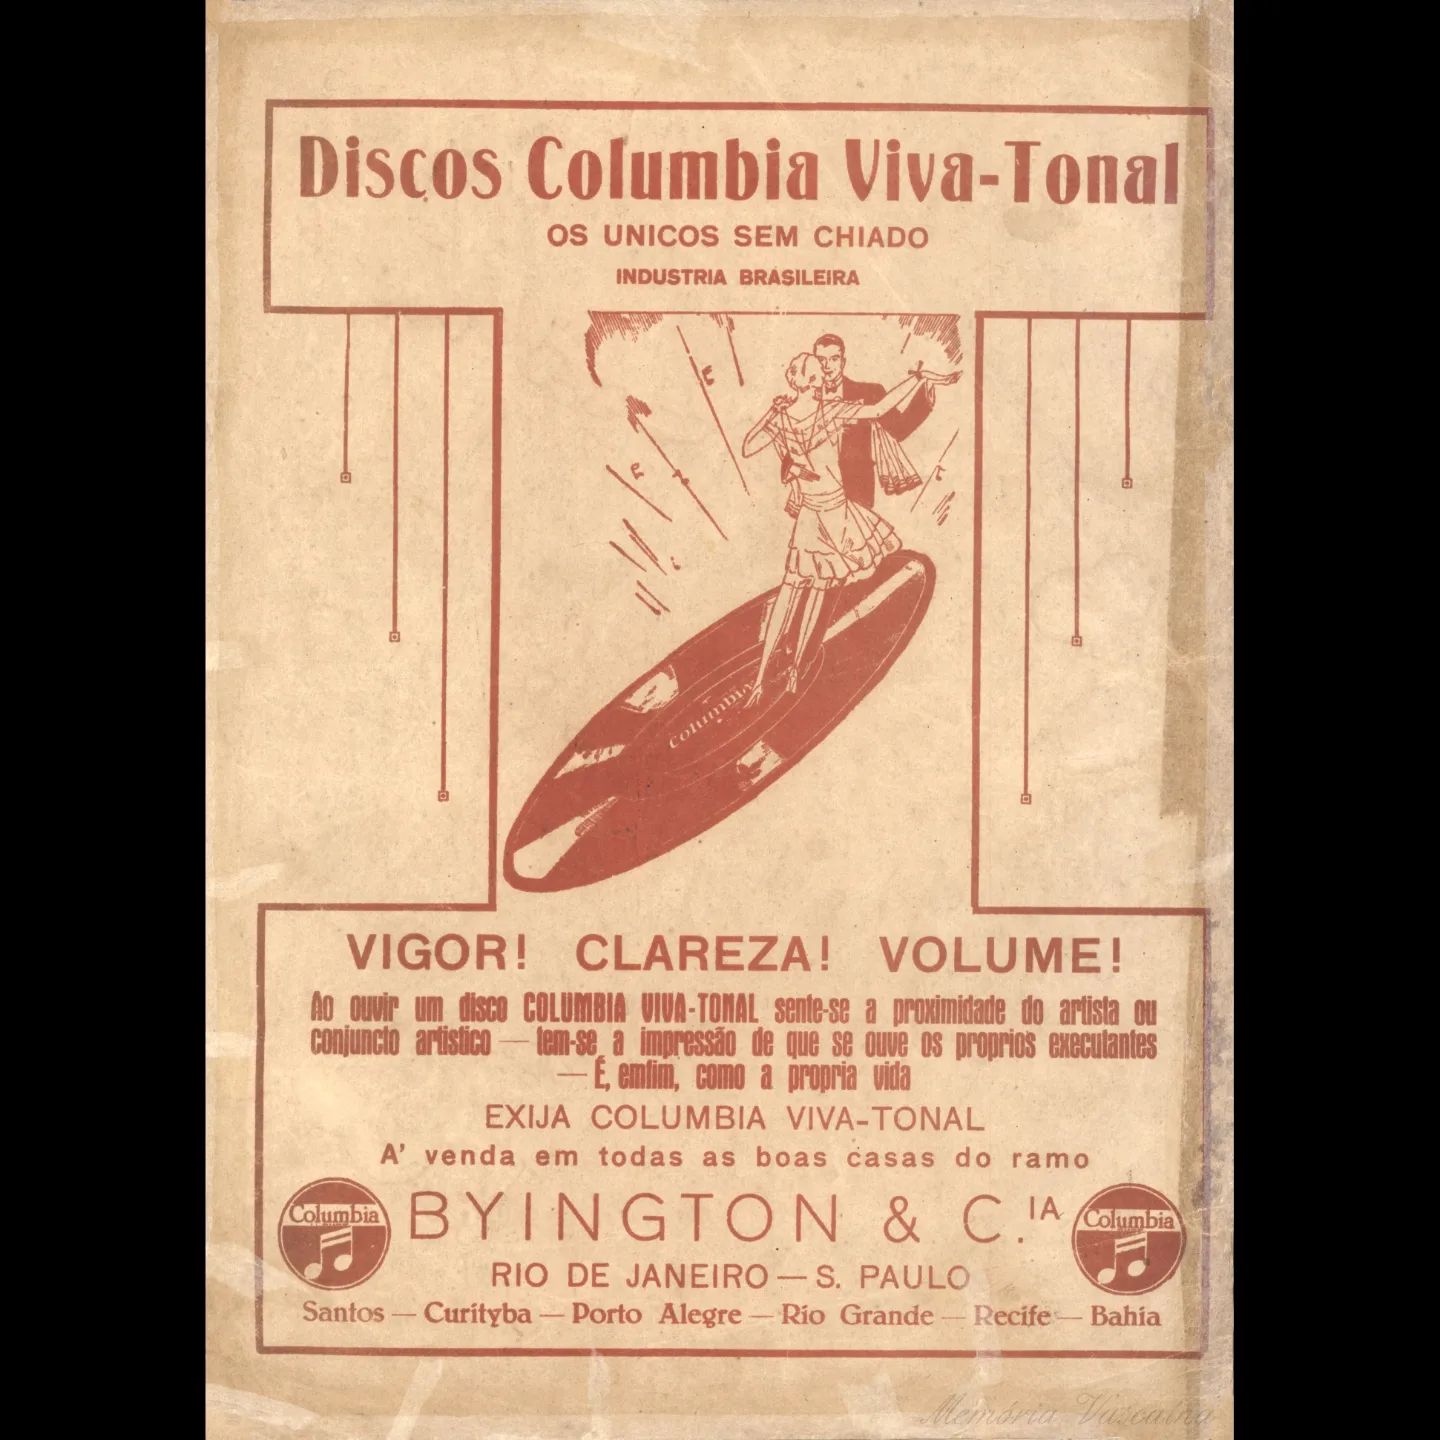 Discos Columbia Viva-Tonal
OS UNICOS SEM CHIADO
INDUSTRIA BRASILEIRA
Columbia
VIGOR! CLAREZA! VOLUME!
Ao ouvir um disco COLUMBIA VIVA-TONAL sente-se a proximidade do artista ou
conjuncto artistico — tem-se a impressão de que se ouve os proprios executantes
— É, emfim, como a propria vida
EXIJA COLUMBIA VIVA-TONAL
A' venda em todas as boas casas do ramo
Columbia
BYINGTON & C.IA
Columbia
RIO DE JANEIRO — S. PAULO
Santos — Curityba — Porto Alegre — Rio Grande — Recife — Bahia
Memória